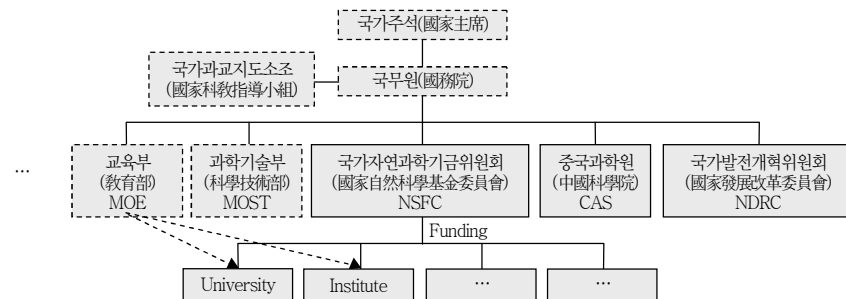 국가주석(國家主席)
국가과교지도소조
(國家科敎指導小組)
국무원(國務院)
…
교육부
(敎育部)
MOE
과학기술부
(科學技術部)
MOST
국가자연과학기금위원회
(國家自然科學基金委員會)
NSFC
중국과학원
(中國科學院)
CAS
국가발전개혁위원회
(國家發展改革委員會)
NDRC
Funding
University
Institute
…
…